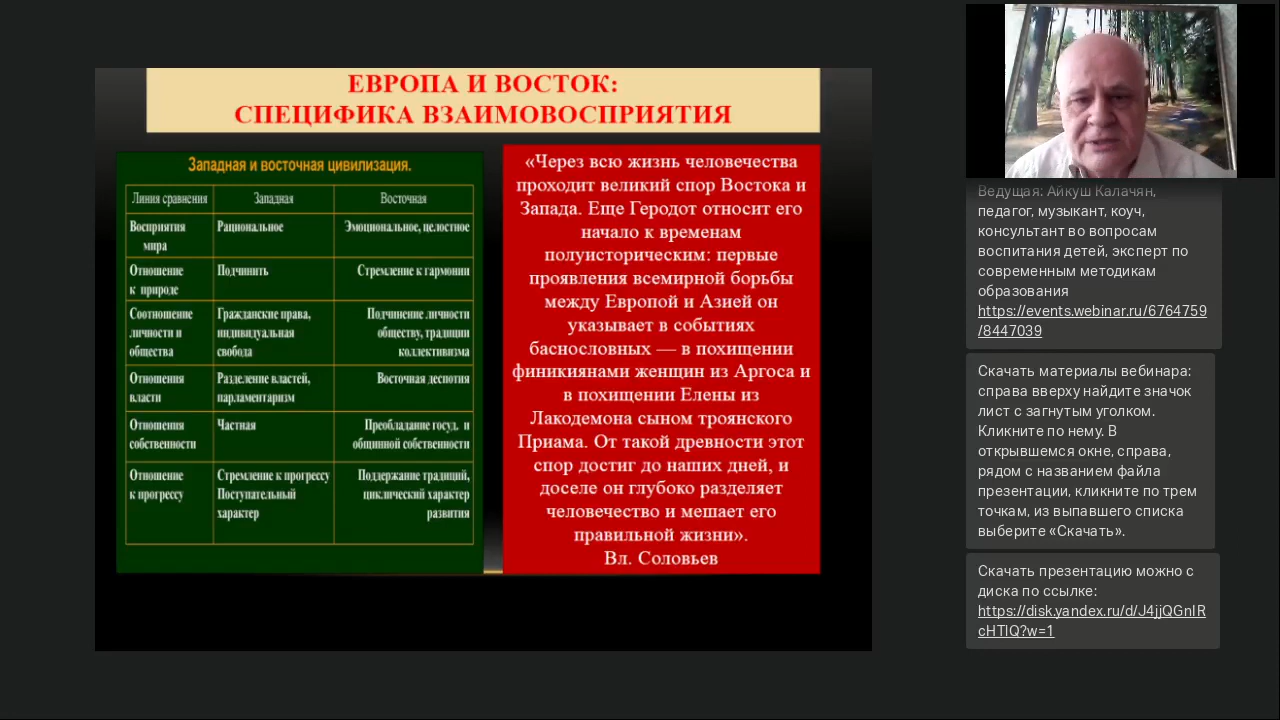 ЕВРОПА И ВОСТОК:
СПЕЦИФИКА ВЗАИМОВОСПРИЯТИЯ
Западная и восточная цивилизация.
Линия сравнения Западная Восточная
Восприятия Рациональное Эмоциональное, целостное
мира
Отношение Подчинить Стремление к гармонии
к природе
Соотношение Гражданские права, Подчинение личности
личности и индивидуальная обществу, традиции
общества свобода коллективизма
Отношения Разделение властей, Восточная деспотия
власти парламентаризм
Отношения Частная Преобладание госуд. и
собственности общинной собственности
Отношение Стремление к прогрессу Поддержание традиций,
к прогрессу Поступательный циклический характер
характер развития
«Через всю жизнь человечества
проходит великий спор Востока и
Запада. Еще Геродот относит его
начало к временам
полуисторическим: первые
проявления всемирной борьбы
между Европой и Азией он
указывает в событиях
баснословных — в похищении
финикиянами женщин из Аргоса и
в похищении Елены из
Лакодемона сыном троянского
Приама. От такой древности этот
спор достиг до наших дней, и
доселе он глубоко разделяет
человечество и мешает его
правильной жизни».
Вл. Соловьев
Ведущая: Айкуш Калачян,
педагог, музыкант, коуч,
консультант во вопросам
воспитания детей, эксперт по
современным методикам
образования
https://events.webinar.ru/6764759
/8447039
Скачать материалы вебинара:
справа вверху найдите значок
лист с загнутым уголком.
Кликните по нему. В
открывшемся окне, справа,
рядом с названием файла
презентации, кликните по трем
точкам, из выпавшего списка
выберите «Скачать».
Скачать презентацию можно с
диска по ссылке:
https://disk.yandex.ru/d/J4jjQGnIR
cHTlQ?w=1